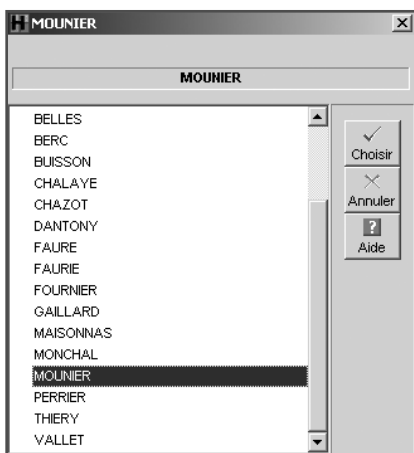 H MOUNIER
MOUNIER
BELLES
BERC
BUISSON
CHALAYE
CHAZOT
DANTONY
FAURE
FAURIE
FOURNIER
GAILLARD
MAISONNAS
MONCHAL
MOUNIER
PERRIER
THIERY
VALLET
Choisir
Annuler
?
Aide